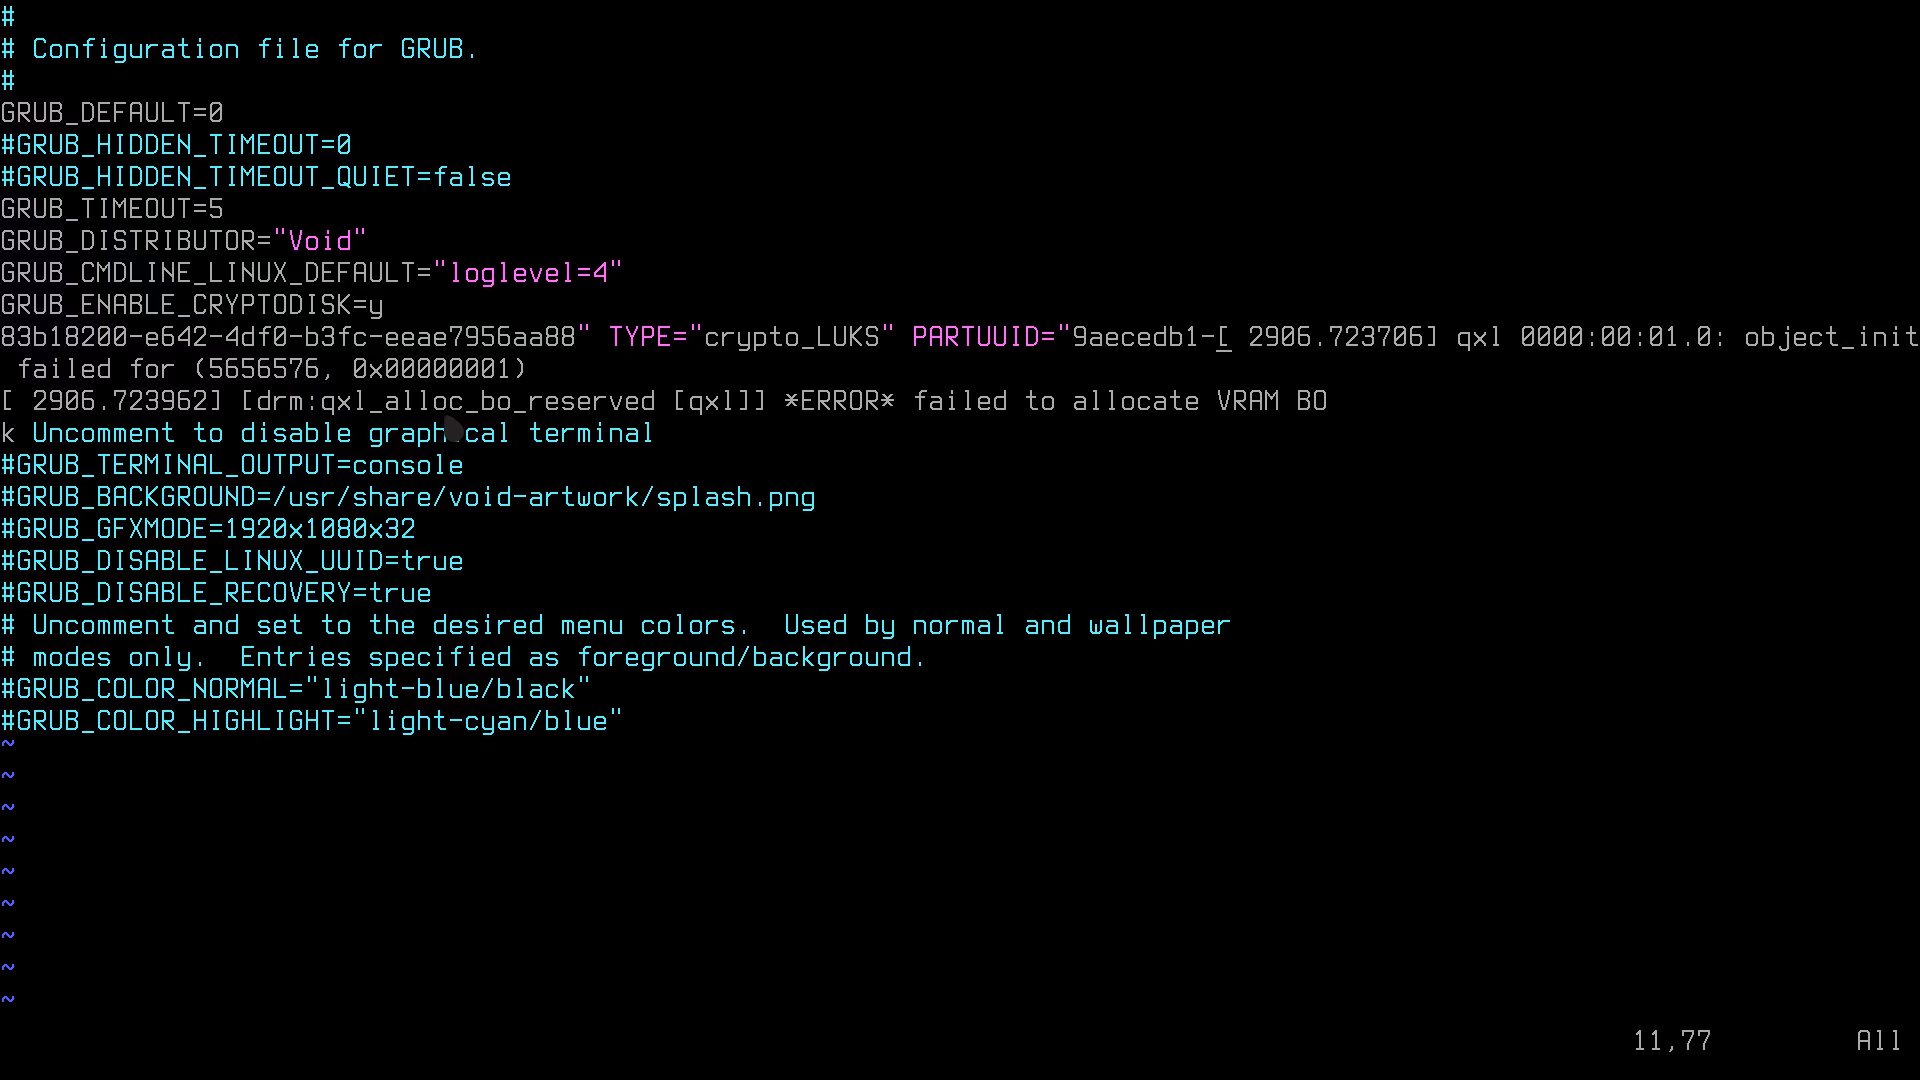 #
# Configuration file for GRUB.
#
GRUB_DEFAULT=0
#GRUB_HIDDEN_TIMEOUT=0
#GRUB_HIDDEN_TIMEOUT_QUIET=false
GRUB_TIMEOUT=5
GRUB_DISTRIBUTOR="Void"
GRUB_CMDLINE_LINUX_DEFAULT="loglevel=4"
GRUB_ENABLE_CRYPTODISK=y
83b18200-e642-4df0-b3fc-eeae7956aa88" TYPE="crypto_LUKS" PARTUUID="9aecedb1-[ 2906.723706] qxl 0000:00:01.0: object_init
failed for (5656576, 0x00000001)
[ 2906.723962] [drm:qxl_alloc_bo_reserved [qxl]] *ERROR* failed to allocate VRAM BO
k Uncomment to disable graphical terminal
#GRUB_TERMINAL_OUTPUT=console
#GRUB_BACKGROUND=/usr/share/void-artwork/splash.png
#GRUB_GFXMODE=1920x1080x32
#GRUB_DISABLE_LINUX_UUID=true
#GRUB_DISABLE_RECOVERY=true
# Uncomment and set to the desired menu colors.  Used by normal and wallpaper
# modes only.  Entries specified as foreground/background.
#GRUB_COLOR_NORMAL="light-blue/black"
#GRUB_COLOR_HIGHLIGHT="light-cyan/blue"
~
~
~
~
~
~
~
~
~
11,77 All